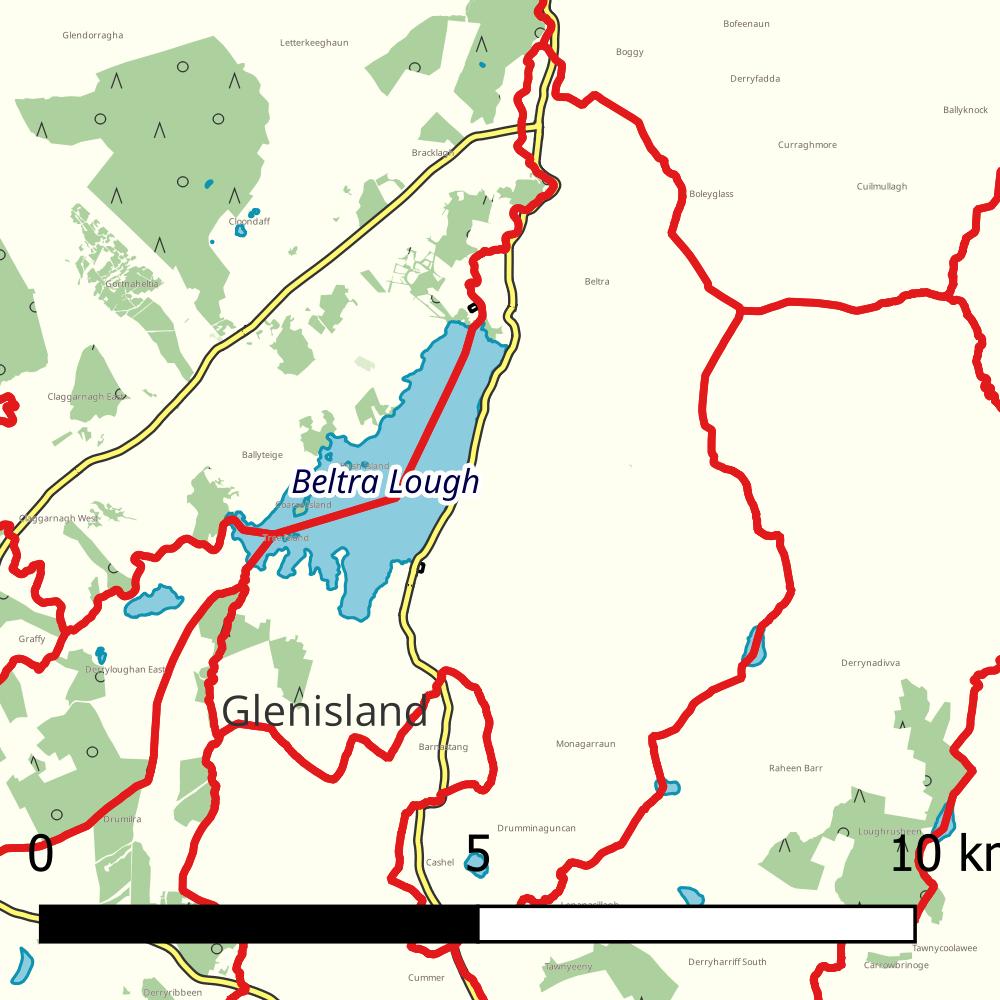 Bofeenaun
Glendorragha
Letterkeeghaun
Boggy
Derryfadda
Ballyknock
Curraghmore
Bracklagh
Cuilmullagh
Boleyglass
Cloondaff
Beltra
Gortnaheltia
Claggarnagh East
Ballyteige
Beltra Lough
Claggarnagh West
Graffy
Derryloughan East
Derrynadivva
Glenisland
Barnastang
Monagarraun
Raheen Barr
Drumilra
Drumminaguncan
Loughrusheen
0
5
10 km
Cashel
Tawnycoolawee
Tawnyeeny
Derryharriff South
Carrowbrinoge
Cummer
Derryribbeen